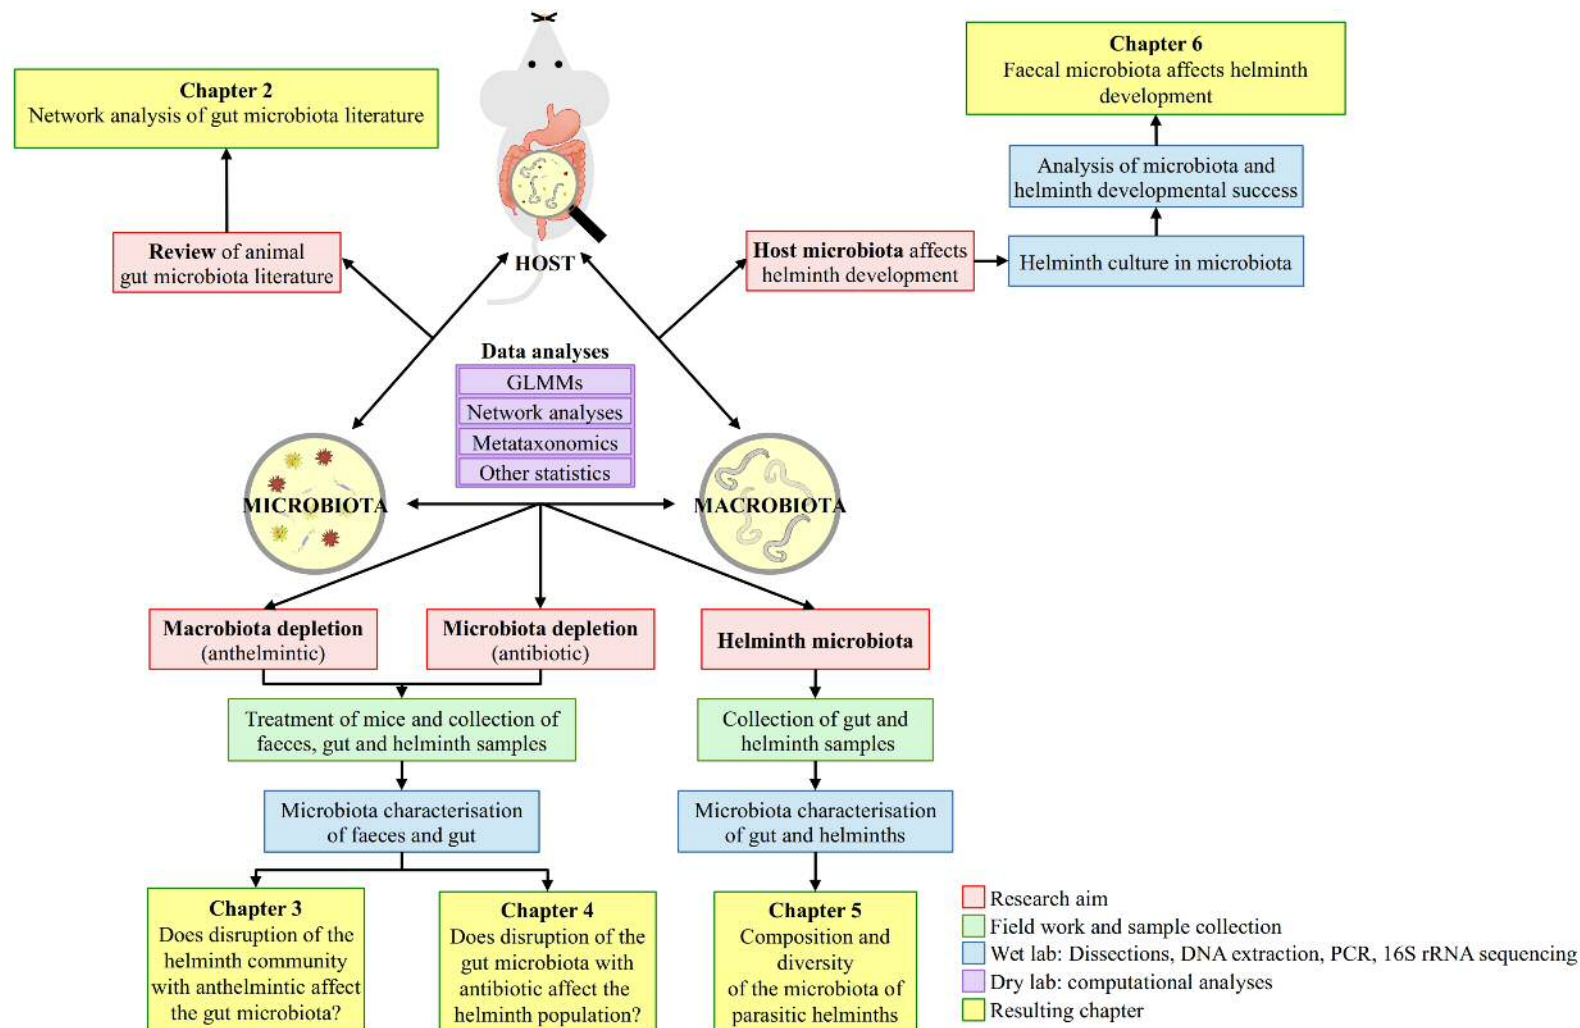 Chapter 2
Network analysis of gut microbiota literature
Chapter 6
Faecal microbiota affects helminth
development
Analysis of microbiota and
helminth developmental success
Review of animal
gut microbiota literature
HOST
Host microbiota affects
helminth development
Helminth culture in microbiota
Data analyses
GLMMs
Network analyses
Metataxonomics
Other statistics
MICROBIOTA
MACROBIOTA
Macrobiota depletion
(anthelmintic)
Microbiota depletion
(antibiotic)
Helminth microbiota
Treatment of mice and collection of
faeces, gut and helminth samples
Collection of gut and
helminth samples
Microbiota characterisation
of faeces and gut
Microbiota characterisation
of gut and helminths
Chapter 3
Does disruption of the
helminth community
with anthelmintic affect
the gut microbiota?
Chapter 4
Does disruption of the
gut microbiota with
antibiotic affect the
helminth population?
Chapter 5
Composition and
diversity
of the microbiota of
parasitic helminths
Research aim
Field work and sample collection
Wet lab: Dissections, DNA extraction, PCR, 16S rRNA sequencing
Dry lab: computational analyses
Resulting chapter